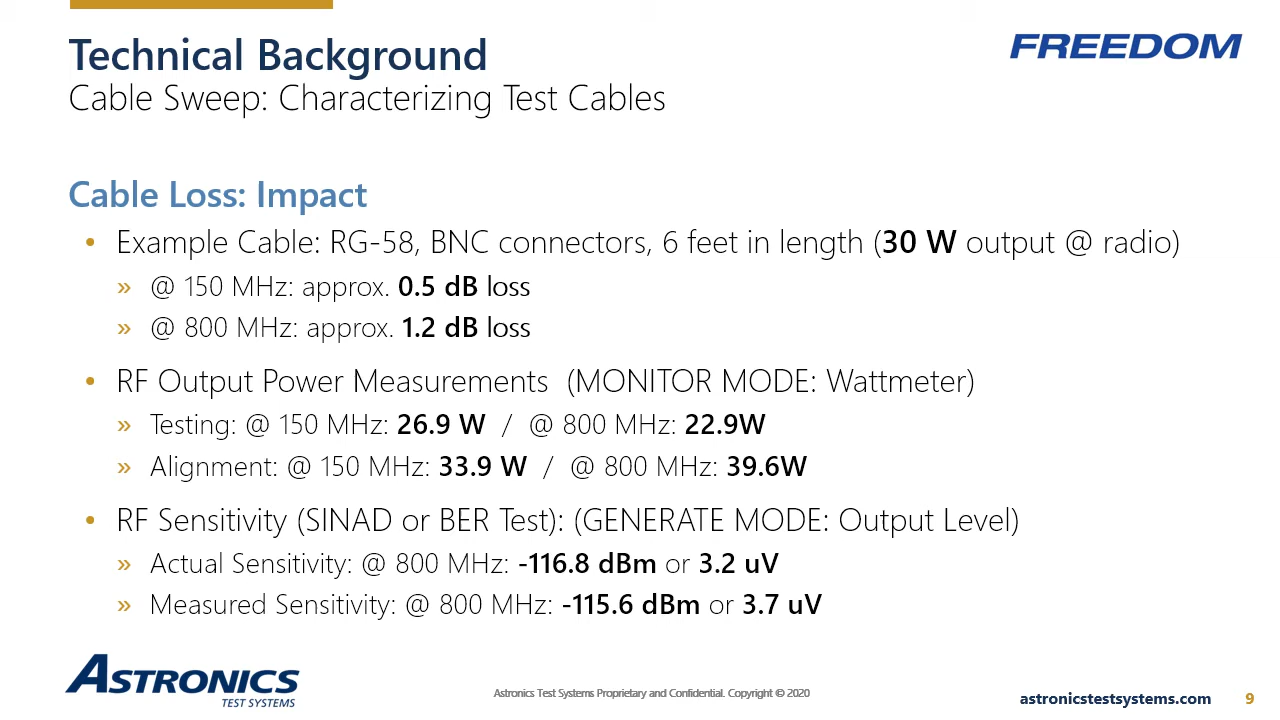 Technical Background
FREEDOM
Cable Sweep: Characterizing Test Cables
Cable Loss: Impact
• Example Cable: RG-58, BNC connectors, 6 feet in length (30 W output @ radio)
» @ 150 MHz: approx. 0.5 dB loss
» @ 800 MHz: approx. 1.2 dB loss
• RF Output Power Measurements (MONITOR MODE: Wattmeter)
» Testing: @ 150 MHz: 26.9 W / @ 800 MHz: 22.9W
» Alignment: @ 150 MHz: 33.9 W / @ 800 MHz: 39.6W
• RF Sensitivity (SINAD or BER Test): (GENERATE MODE: Output Level)
» Actual Sensitivity: @ 800 MHz: -116.8 dBm or 3.2 uV
» Measured Sensitivity: @ 800 MHz: -115.6 dBm or 3.7 uV
ASTRONICS
TEST SYSTEMS
Astronics Test Systems Proprietary and Confidential. Copyright © 2020
astronicstestsystems.com 9